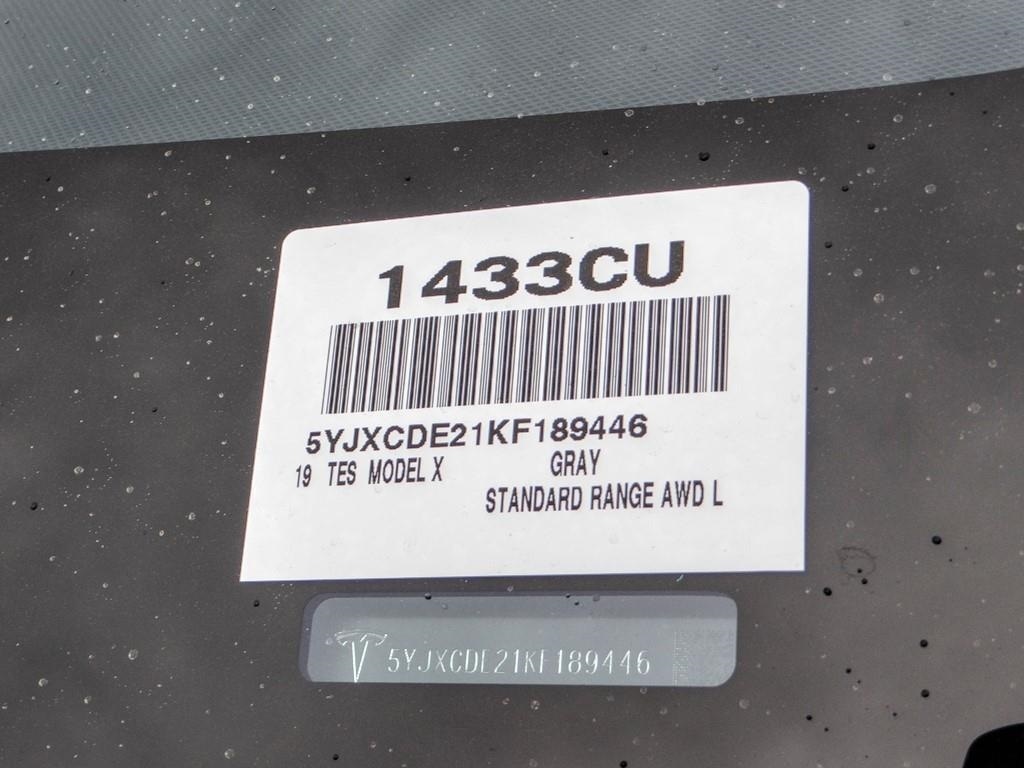 1433CU
5YJXCDE21KF189446
19 TES MODEL X GRAY
STANDARD RANGE AWD L
5YJXCDE21KF189446